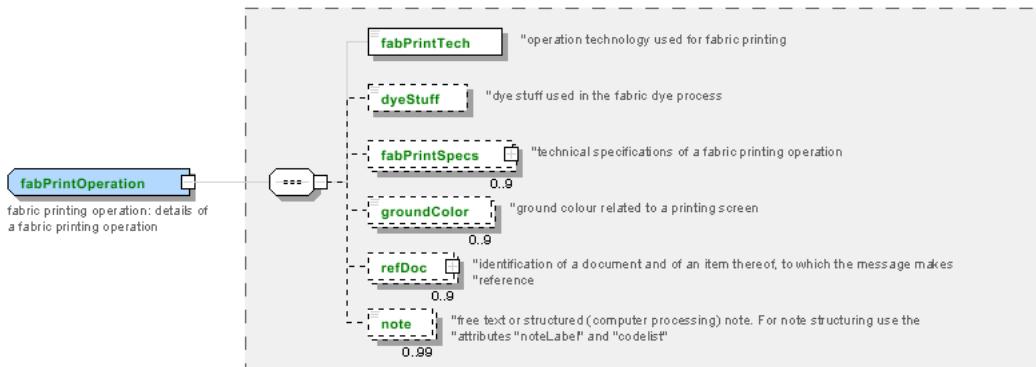 fabPrintTech
"operation technology used for fabric printing
dyeStuff
"dye stuff used in the fabric dye process
fabPrintSpecs
"technical specifications of a fabric printing operation
0..9
fabPrintOperation
fabric printing operation: details of
a fabric printing operation
groundColor
"ground colour related to a printing screen
0..9
refDoc
"identification of a document and of an item thereof, to which the message makes
"reference
0..9
note
"free text or structured (computer processing) note. For note structuring use the
"attributes "noteLabel" and "codelist"
0..99